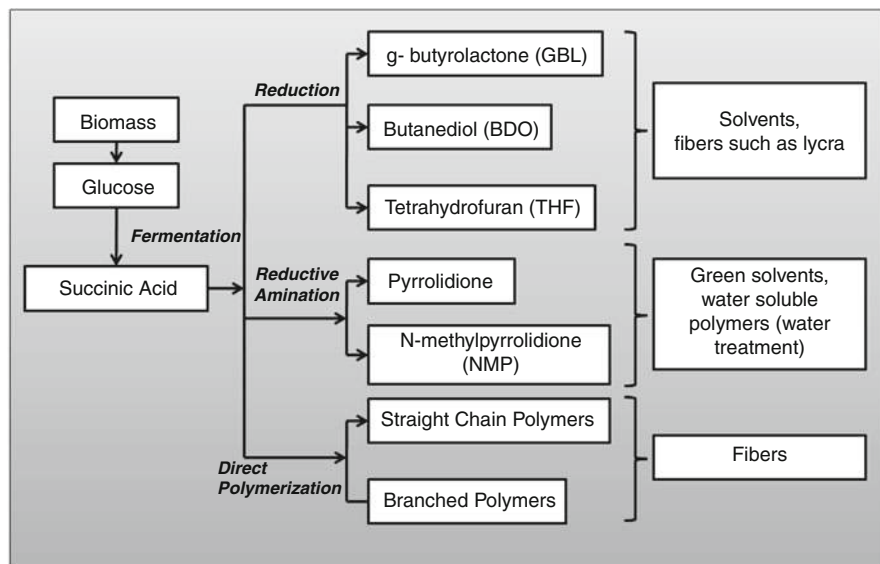 Biomass
Glucose
Fermentation
Succinic Acid
Reduction
g- butyrolactone (GBL)
Butanediol (BDO)
Tetrahydrofuran (THF)
Solvents,
fibers such as lycra
Reductive
Amination
Pyrrolidione
N-methylpyrrolidione
(NMP)
Green solvents,
water soluble
polymers (water
treatment)
Direct
Polymerization
Straight Chain Polymers
Branched Polymers
Fibers